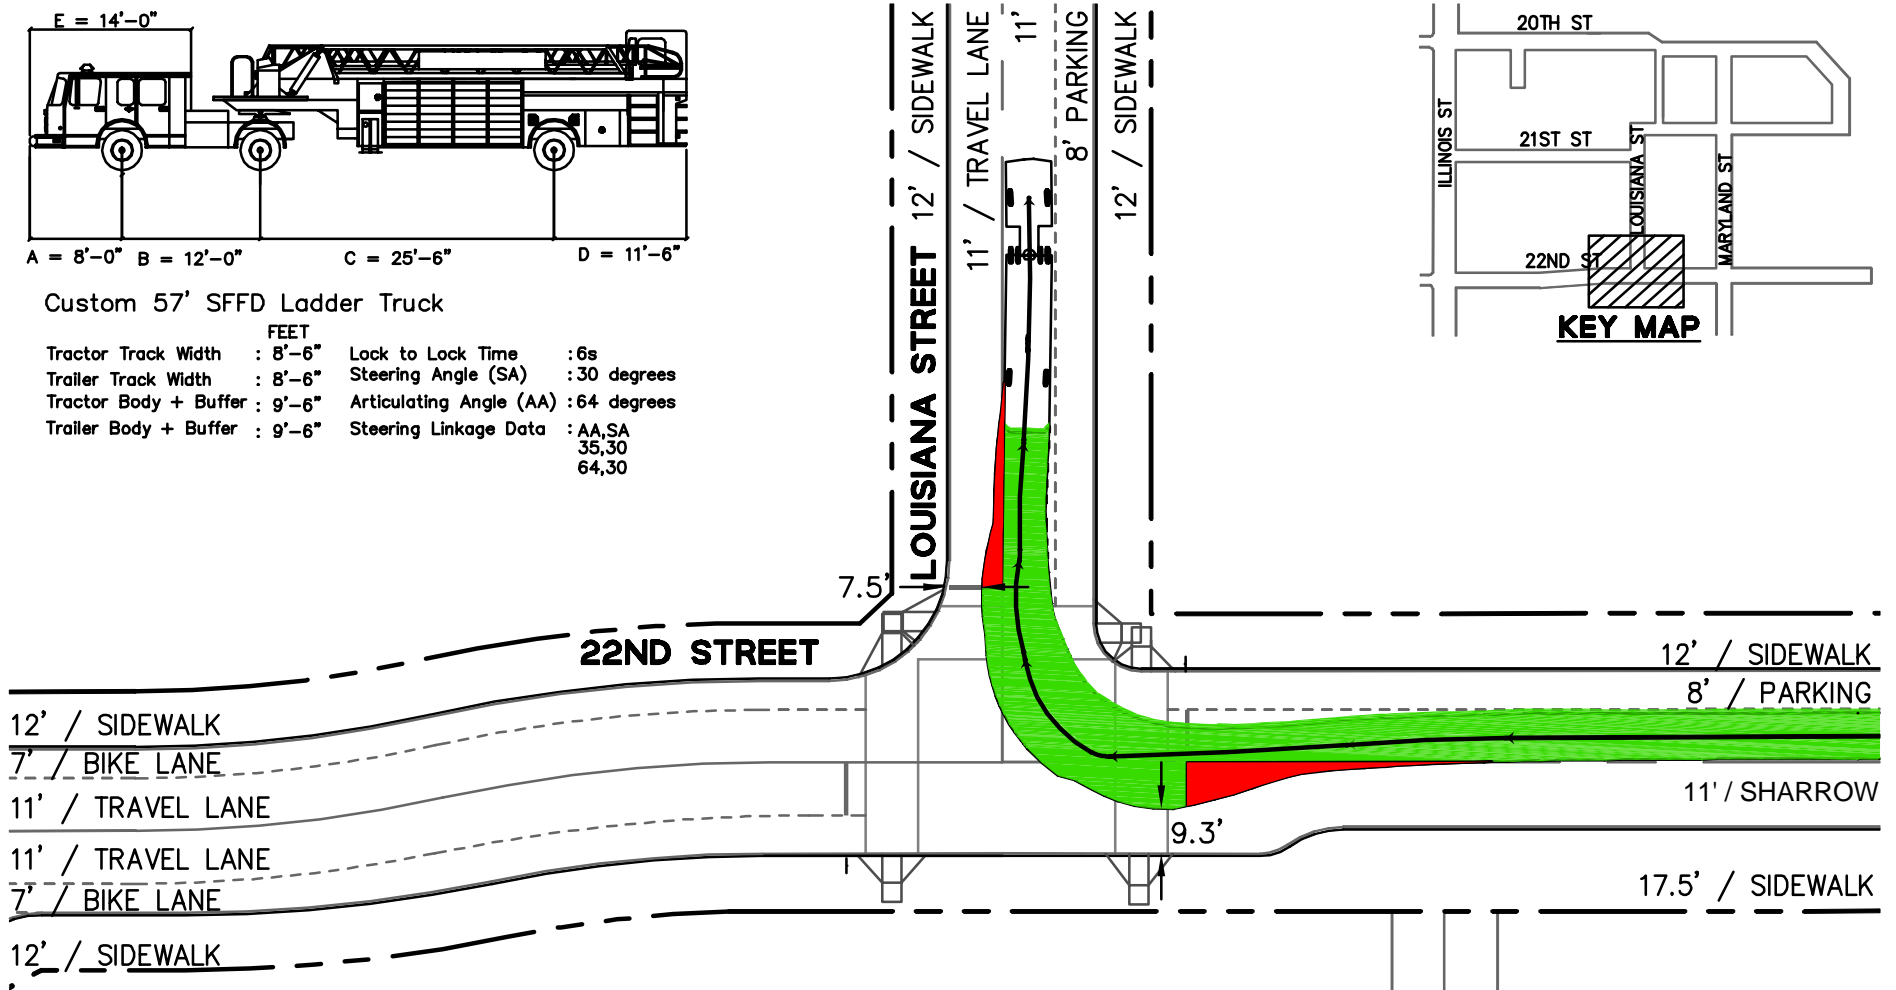 E = 14'-0"
A = 8'-0" B = 12'-0" C = 25'-6" D = 11'-6"
Custom 57' SFFD Ladder Truck
FEET
Tractor Track Width : 8'-6" Lock to Lock Time : 6s
Trailer Track Width : 8'-6" Steering Angle (SA) : 30 degrees
Tractor Body + Buffer : 9'-6" Articulating Angle (AA) : 64 degrees
Trailer Body + Buffer : 9'-6" Steering Linkage Data : AA,SA
35,30
64,30
LOUISIANA STREET
12' / SIDEWALK
11' / TRAVEL LANE
11'
8' PARKING
12' / SIDEWALK
20TH ST
21ST ST
22ND ST
ILLINOIS ST
LOUISIANA ST
MARYLAND ST
KEY MAP
7.5'
22ND STREET
12' / SIDEWALK
7' / BIKE LANE
11' / TRAVEL LANE
11' / TRAVEL LANE
7' / BIKE LANE
12' / SIDEWALK
9.3'
12' / SIDEWALK
8' / PARKING
11' / SHARROW
17.5' / SIDEWALK